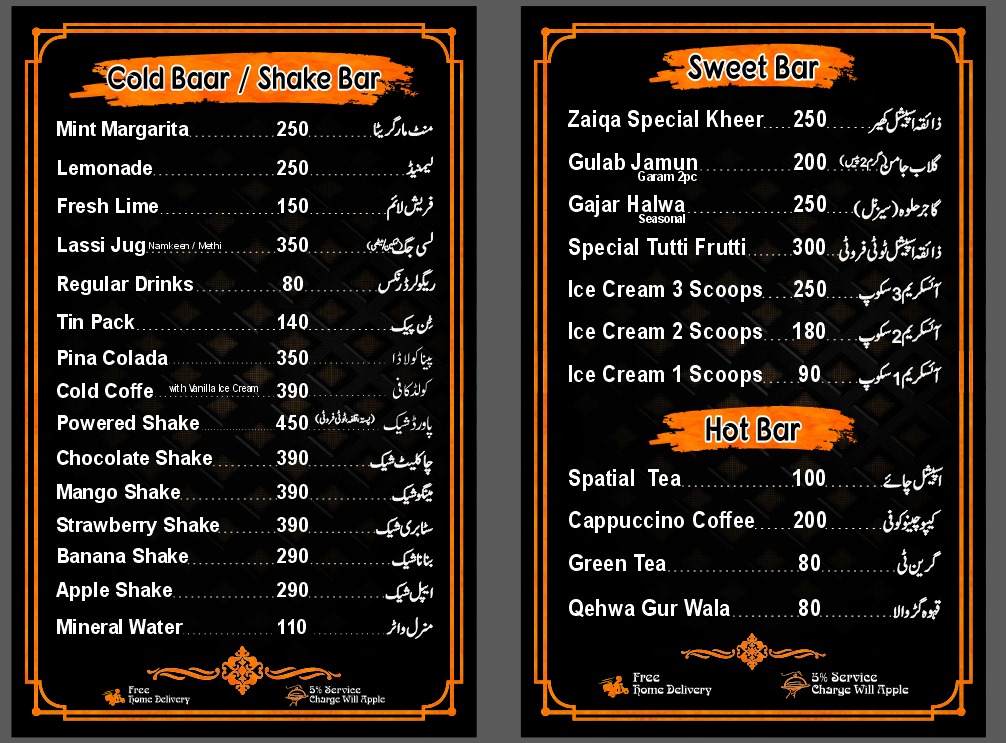 Cold Baar / Shake Bar
Mint Margarita 250 منٹ مارگریٹا
Lemonade 250 لیمنیڈ
Fresh Lime 150 فریش لائم
Lassi Jug Namkeen / Methi 350 لسی جگ
Regular Drinks 80 ریگولر ڈرنکس
Tin Pack 140 ٹن پیک
Pina Colada 350 پینا کولاڈا
Cold Coffe with Vanilla Ice Cream 390 کولڈ کافی
Powered Shake 450 پاورڈ شیک
Chocolate Shake 390 چاکلیٹ شیک
Mango Shake 390 مینگو شیک
Strawberry Shake 390 سٹابری شیک
Banana Shake 290 بنانا شیک
Apple Shake 290 ایپل شیک
Mineral Water 110 منرل واٹر
Free
Home Delivery
5% Service
Charge Will Apple
Sweet Bar
Zaiqa Special Kheer 250 ذائقہ اسپیشل کھیر
Gulab Jamun 200 گلاب جامن (گرم 2 پیس)
Garam 2pc
Gajar Halwa 250 گاجر حلوہ (سیزنل)
Seasonal
Special Tutti Frutti 300 ذائقہ اسپیشل ٹوٹی فروٹی
Ice Cream 3 Scoops 250 آئسکریم 3 سکوپ
Ice Cream 2 Scoops 180 آئسکریم 2 سکوپ
Ice Cream 1 Scoops 90 آئسکریم 1 سکوپ
Hot Bar
Spatial Tea 100 اسپیشل چائے
Cappuccino Coffee 200 کیپوچینو کوفی
Green Tea 80 گرین ٹی
Qehwa Gur Wala 80 قہوہ گڑ والا
Free
Home Delivery
5% Service
Charge Will Apple